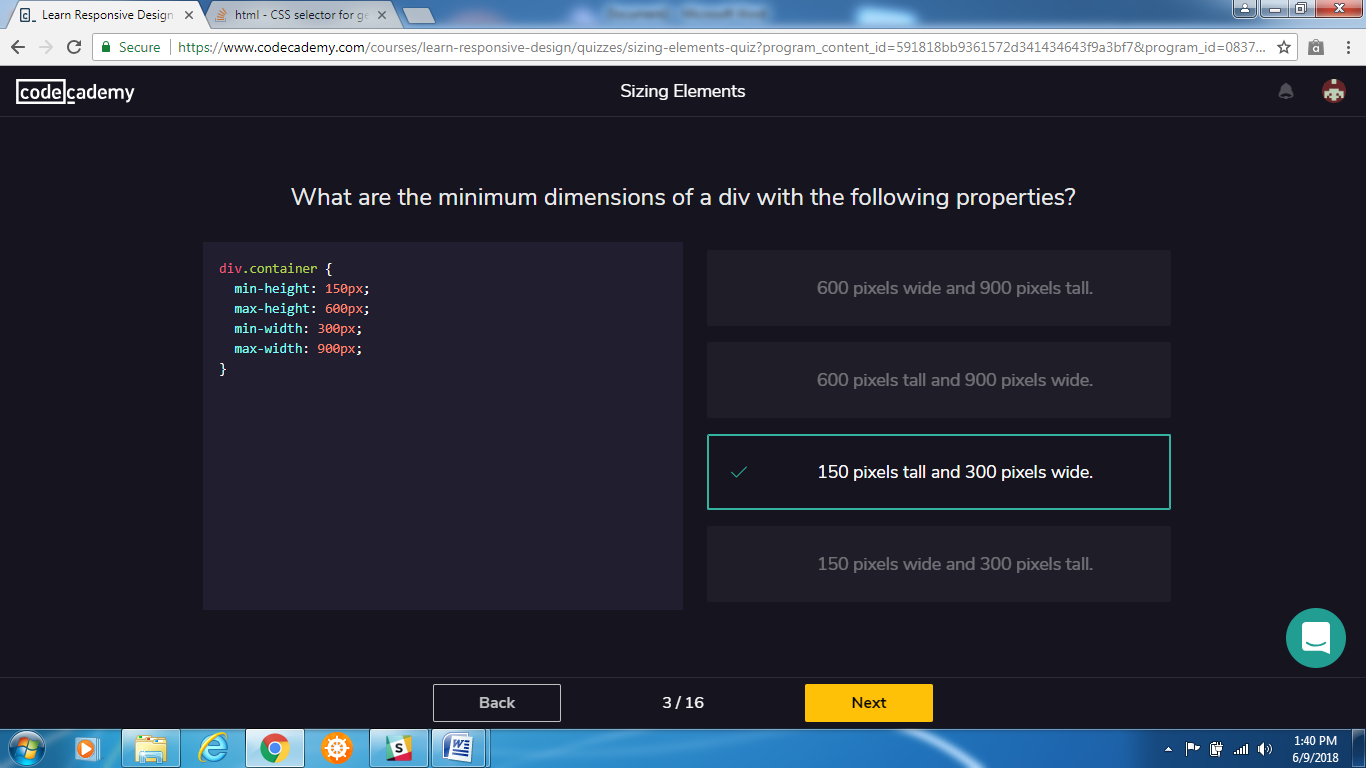 Learn Responsive Design
html - CSS selector for ge
Secure
https://www.codecademy.com/courses/learn-responsive-design/quizzes/sizing-elements-quiz?program_content_id=591818bb9361572d341434643f9a3bf7&program_id=0837...
codecademy
Sizing Elements
What are the minimum dimensions of a div with the following properties?
div.container {
min-height: 150px;
max-height: 600px;
min-width: 300px;
max-width: 900px;
}
600 pixels wide and 900 pixels tall.
600 pixels tall and 900 pixels wide.
150 pixels tall and 300 pixels wide.
150 pixels wide and 300 pixels tall.
Back
3 / 16
Next
1:40 PM
6/9/2018